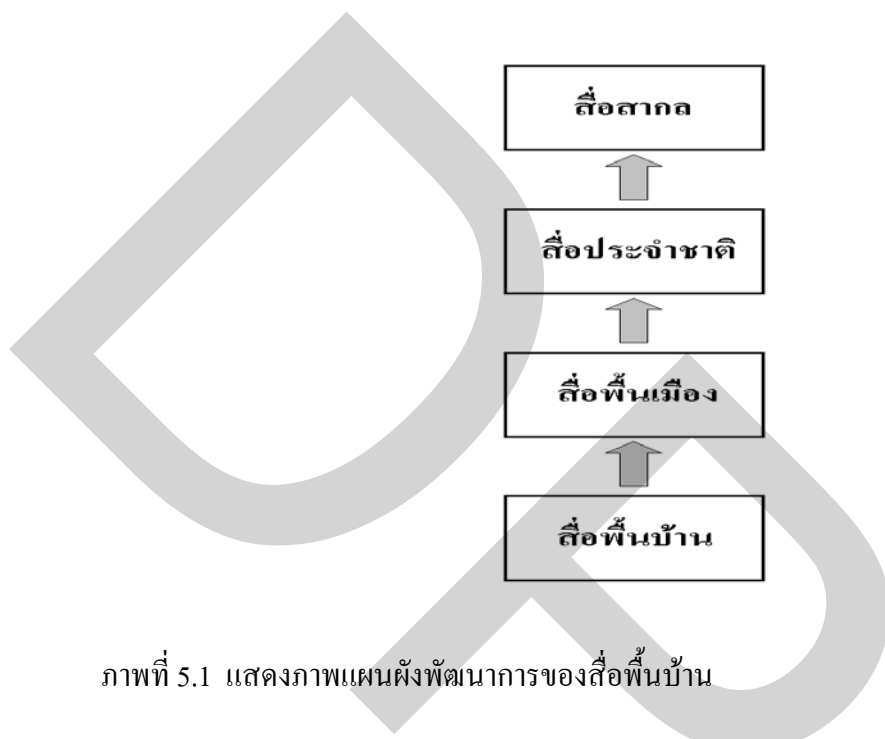 สื่อสากล
สื่อประจำชาติ
สื่อพื้นเมือง
สื่อพื้นบ้าน
ภาพที่ 5.1 แสดงภาพแผนผังพัฒนาการของสื่อพื้นบ้าน